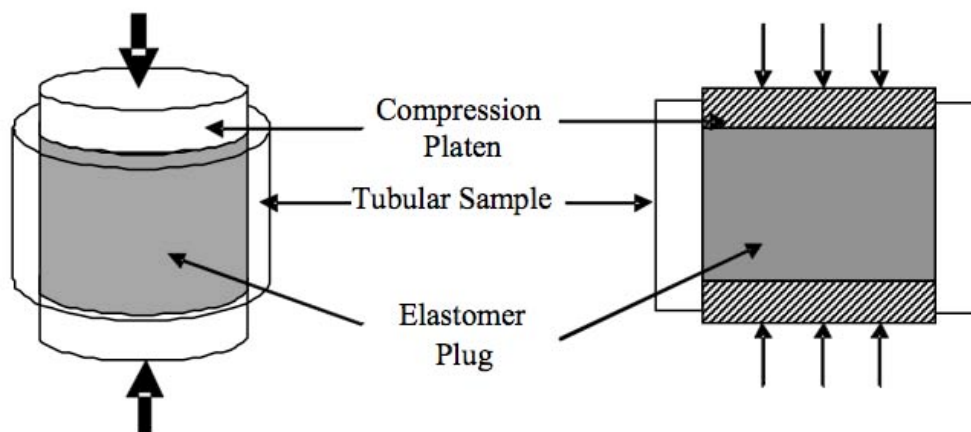 Compression
Platen
Tubular Sample
Elastomer
Plug